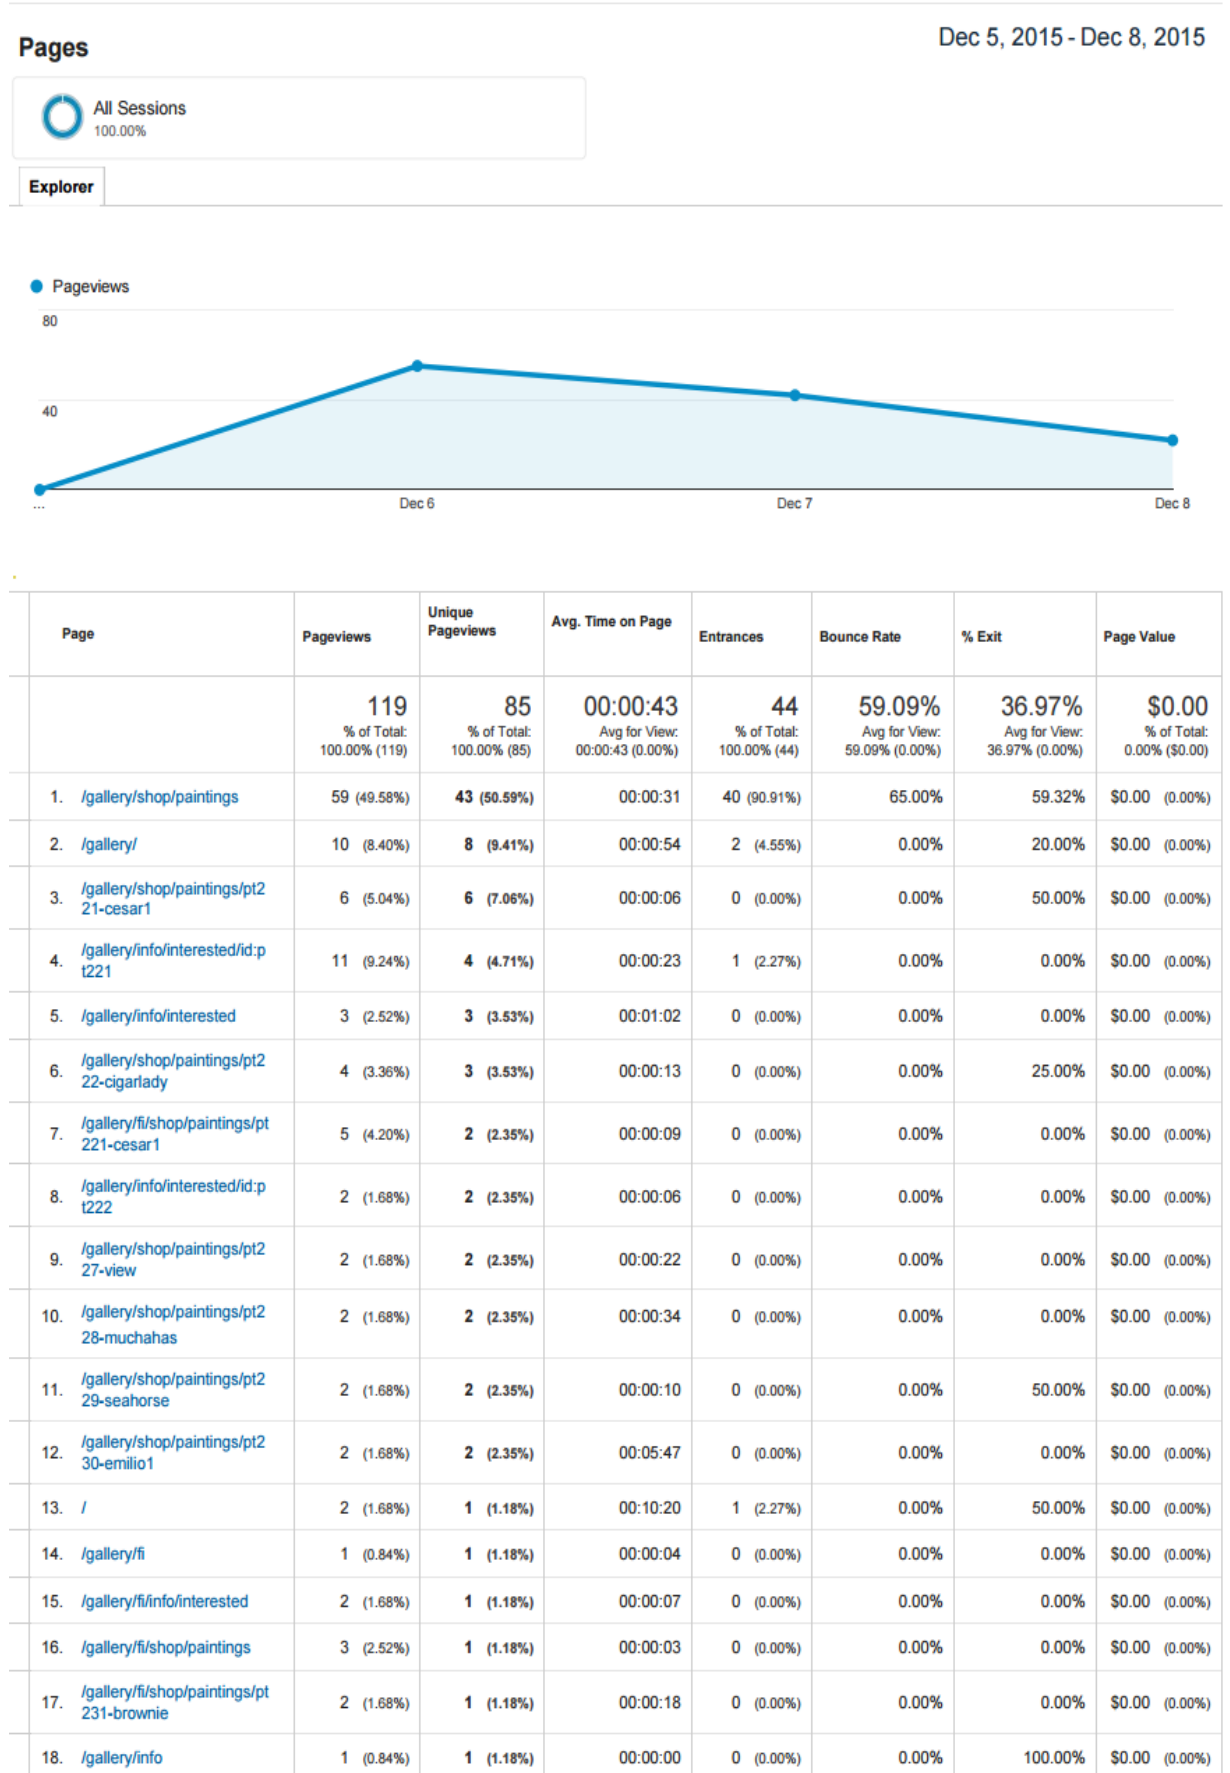 Pages
Dec 5, 2015 - Dec 8, 2015
All Sessions
100.00%
Explorer
Pageviews
80
40
...
Dec 6
Dec 7
Dec 8
Page
Pageviews
Unique
Pageviews
Avg. Time on Page
Entrances
Bounce Rate
% Exit
Page Value
119
% of Total:
100.00% (119)
85
% of Total:
100.00% (85)
00:00:43
Avg for View:
00:00:43 (0.00%)
44
% of Total:
100.00% (44)
59.09%
Avg for View:
59.09% (0.00%)
36.97%
Avg for View:
36.97% (0.00%)
$0.00
% of Total:
0.00% ($0.00)
1. /gallery/shop/paintings 59 (49.58%) 43 (50.59%) 00:00:31 40 (90.91%) 65.00% 59.32% $0.00 (0.00%)
2. /gallery/ 10 (8.40%) 8 (9.41%) 00:00:54 2 (4.55%) 0.00% 20.00% $0.00 (0.00%)
3. /gallery/shop/paintings/pt2
21-cesar1 6 (5.04%) 6 (7.06%) 00:00:06 0 (0.00%) 0.00% 50.00% $0.00 (0.00%)
4. /gallery/info/interested/id:p
t221 11 (9.24%) 4 (4.71%) 00:00:23 1 (2.27%) 0.00% 0.00% $0.00 (0.00%)
5. /gallery/info/interested 3 (2.52%) 3 (3.53%) 00:01:02 0 (0.00%) 0.00% 0.00% $0.00 (0.00%)
6. /gallery/shop/paintings/pt2
22-cigarlady 4 (3.36%) 3 (3.53%) 00:00:13 0 (0.00%) 0.00% 25.00% $0.00 (0.00%)
7. /gallery/fi/shop/paintings/pt
221-cesar1 5 (4.20%) 2 (2.35%) 00:00:09 0 (0.00%) 0.00% 0.00% $0.00 (0.00%)
8. /gallery/info/interested/id:p
t222 2 (1.68%) 2 (2.35%) 00:00:06 0 (0.00%) 0.00% 0.00% $0.00 (0.00%)
9. /gallery/shop/paintings/pt2
27-view 2 (1.68%) 2 (2.35%) 00:00:22 0 (0.00%) 0.00% 0.00% $0.00 (0.00%)
10. /gallery/shop/paintings/pt2
28-muchahas 2 (1.68%) 2 (2.35%) 00:00:34 0 (0.00%) 0.00% 0.00% $0.00 (0.00%)
11. /gallery/shop/paintings/pt2
29-seahorse 2 (1.68%) 2 (2.35%) 00:00:10 0 (0.00%) 0.00% 50.00% $0.00 (0.00%)
12. /gallery/shop/paintings/pt2
30-emilio1 2 (1.68%) 2 (2.35%) 00:05:47 0 (0.00%) 0.00% 0.00% $0.00 (0.00%)
13. / 2 (1.68%) 1 (1.18%) 00:10:20 1 (2.27%) 0.00% 50.00% $0.00 (0.00%)
14. /gallery/fi 1 (0.84%) 1 (1.18%) 00:00:04 0 (0.00%) 0.00% 0.00% $0.00 (0.00%)
15. /gallery/fi/info/interested 2 (1.68%) 1 (1.18%) 00:00:07 0 (0.00%) 0.00% 0.00% $0.00 (0.00%)
16. /gallery/fi/shop/paintings 3 (2.52%) 1 (1.18%) 00:00:03 0 (0.00%) 0.00% 0.00% $0.00 (0.00%)
17. /gallery/fi/shop/paintings/pt
231-brownie 2 (1.68%) 1 (1.18%) 00:00:18 0 (0.00%) 0.00% 0.00% $0.00 (0.00%)
18. /gallery/info 1 (0.84%) 1 (1.18%) 00:00:00 0 (0.00%) 0.00% 100.00% $0.00 (0.00%)